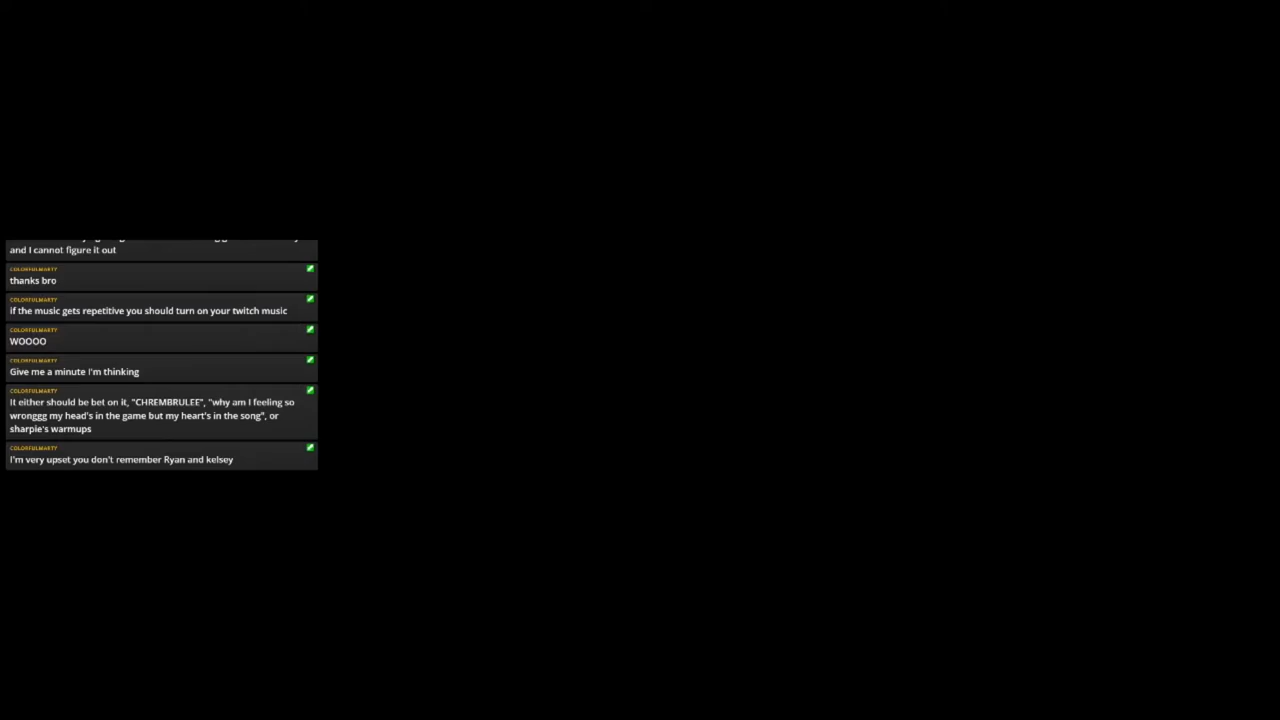 and I cannot figure it out
COLORFULMARTY
thanks bro
COLORFULMARTY
if the music gets repetitive you should turn on your twitch music
COLORFULMARTY
WOOOO
COLORFULMARTY
Give me a minute I'm thinking
COLORFULMARTY
It either should be bet on it, "CHREMBRULEE", "why am I feeling so
wronggg my head's in the game but my heart's in the song", or
sharpie's warmups
COLORFULMARTY
I'm very upset you don't remember Ryan and kelsey